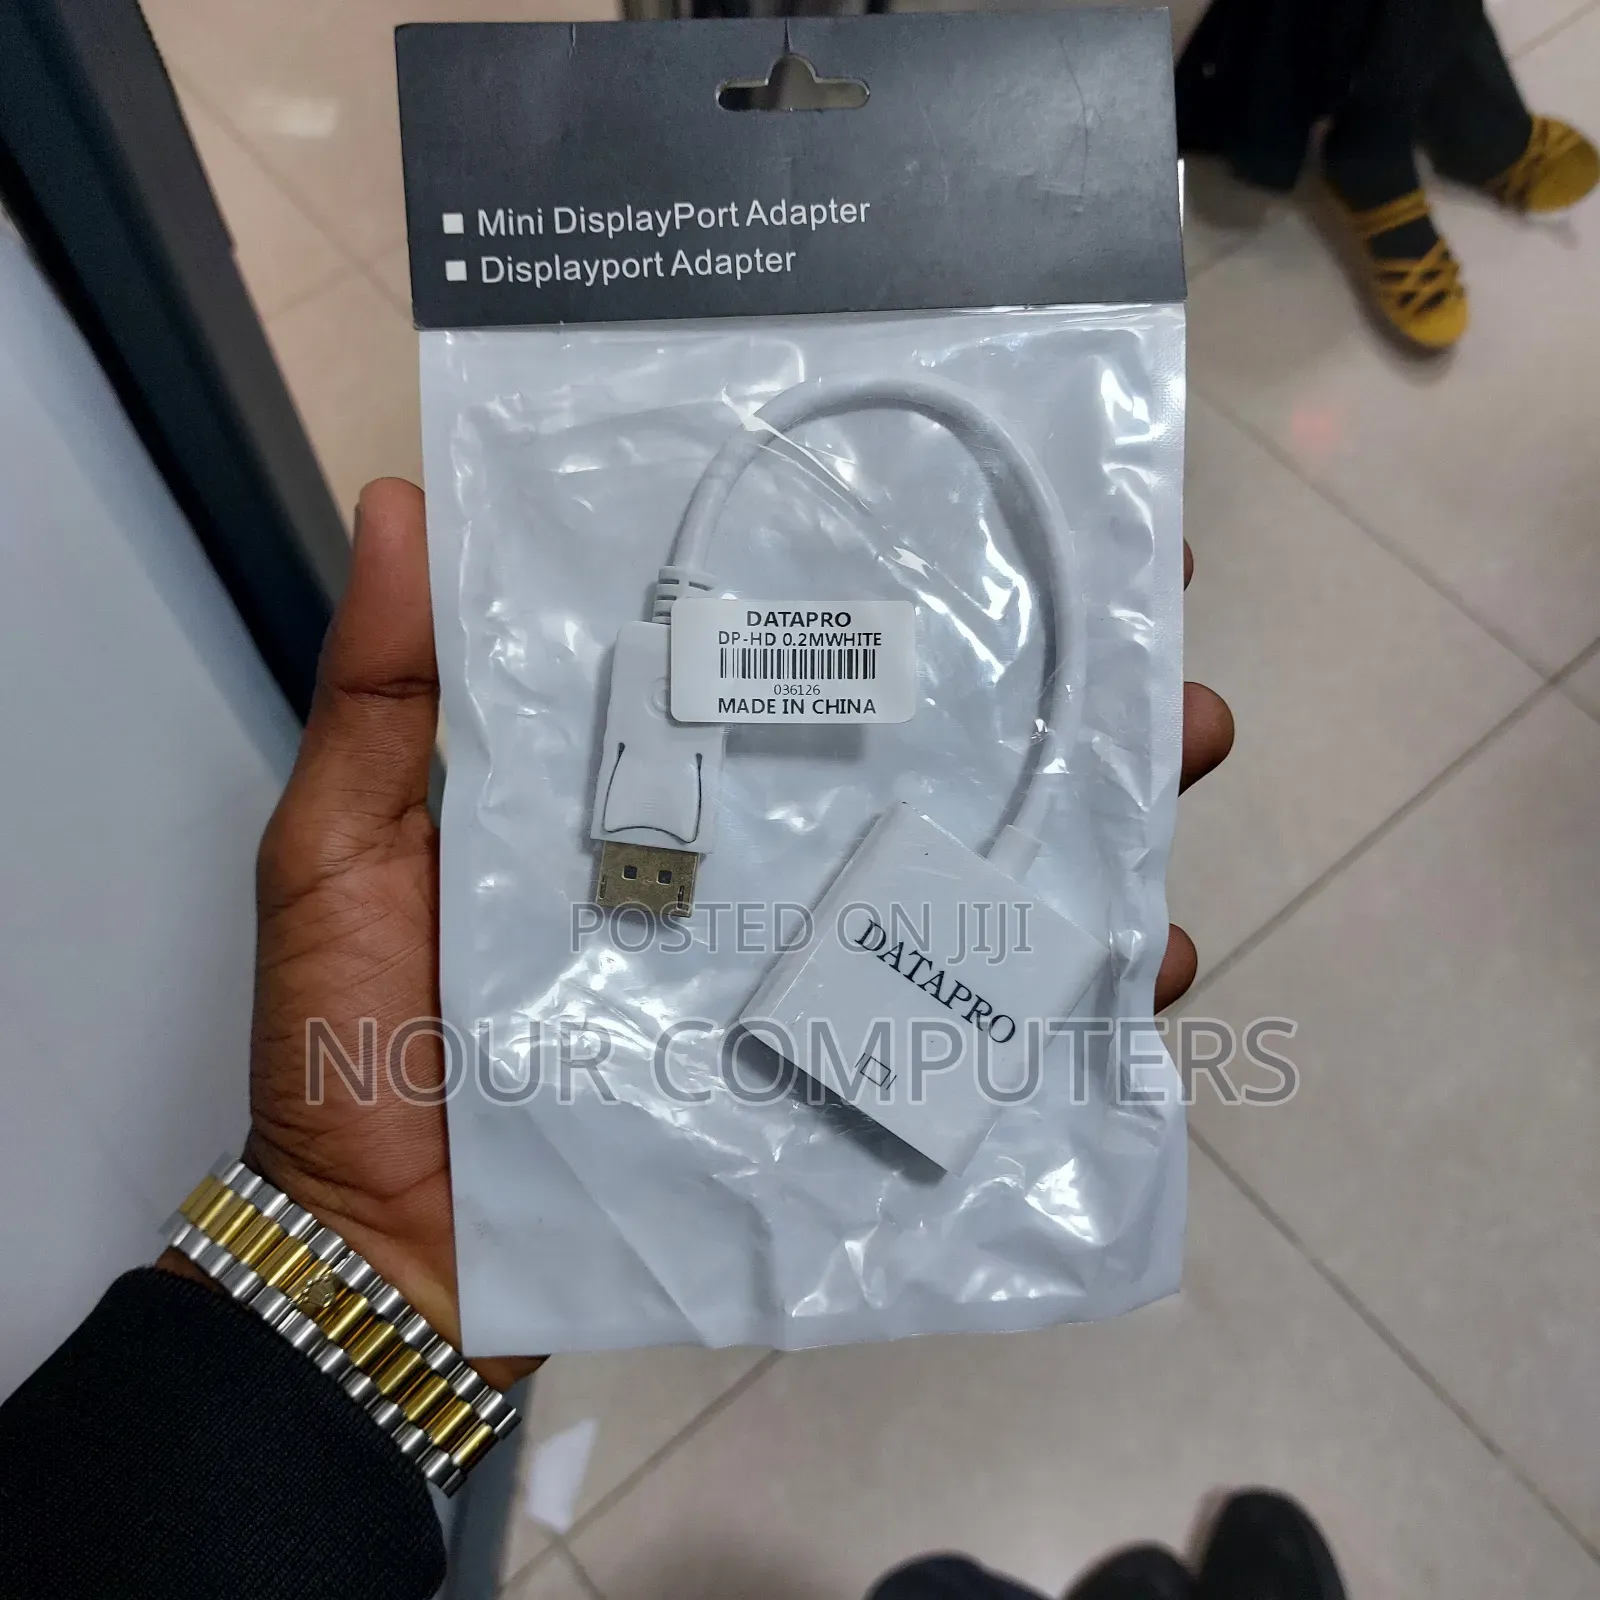 Mini DisplayPort Adapter
Displayport Adapter
DATAPRO
DP-HD 0.2MWHITE
036126
MADE IN CHINA
POSTED ON JIJI
DATAPRO
NOUR COMPUTERS